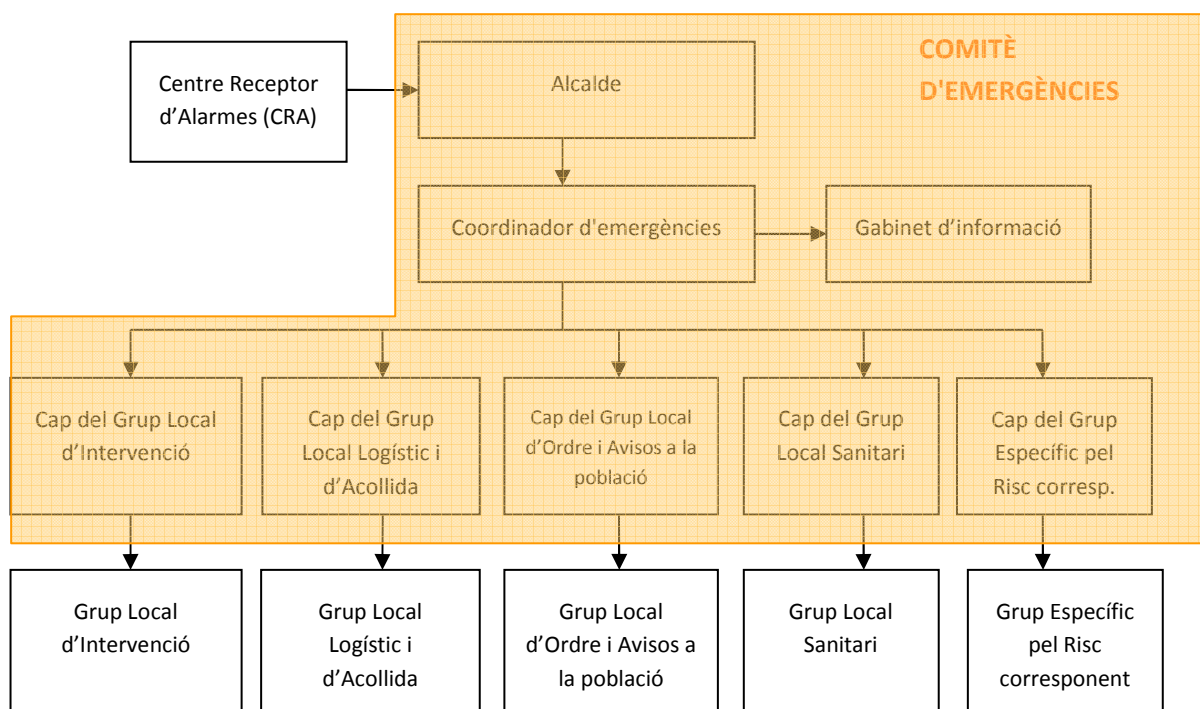 COMITÈ
D'EMERGÈNCIES
Centre Receptor
d’Alarmes (CRA)
Alcalde
Coordinador d'emergències
Gabinet d’informació
Cap del Grup Local
d’Intervenció
Cap del Grup
Local Logístic i
d’Acollida
Cap del Grup Local
d’Ordre i Avisos a la
població
Cap del Grup
Local Sanitari
Cap del Grup
Específic pel
Risc corresp.
Grup Local
d’Intervenció
Grup Local
Logístic i
d’Acollida
Grup Local
d’Ordre i Avisos a
la població
Grup Local
Sanitari
Grup Específic
pel Risc
corresponent